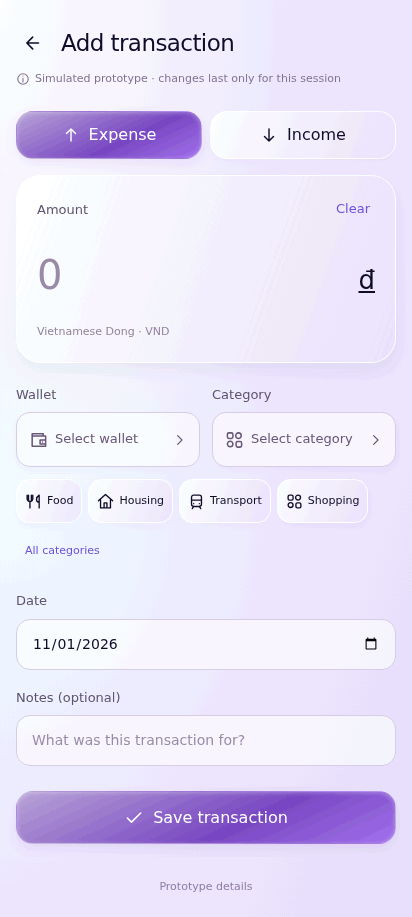 Add transaction
Simulated prototype · changes last only for this session
Expense
Income
Amount
Clear
0
đ
Vietnamese Dong · VND
Wallet
Category
Select wallet
Select category
Food
Housing
Transport
Shopping
All categories
Date
11/01/2026
Notes (optional)
What was this transaction for?
Save transaction
Prototype details